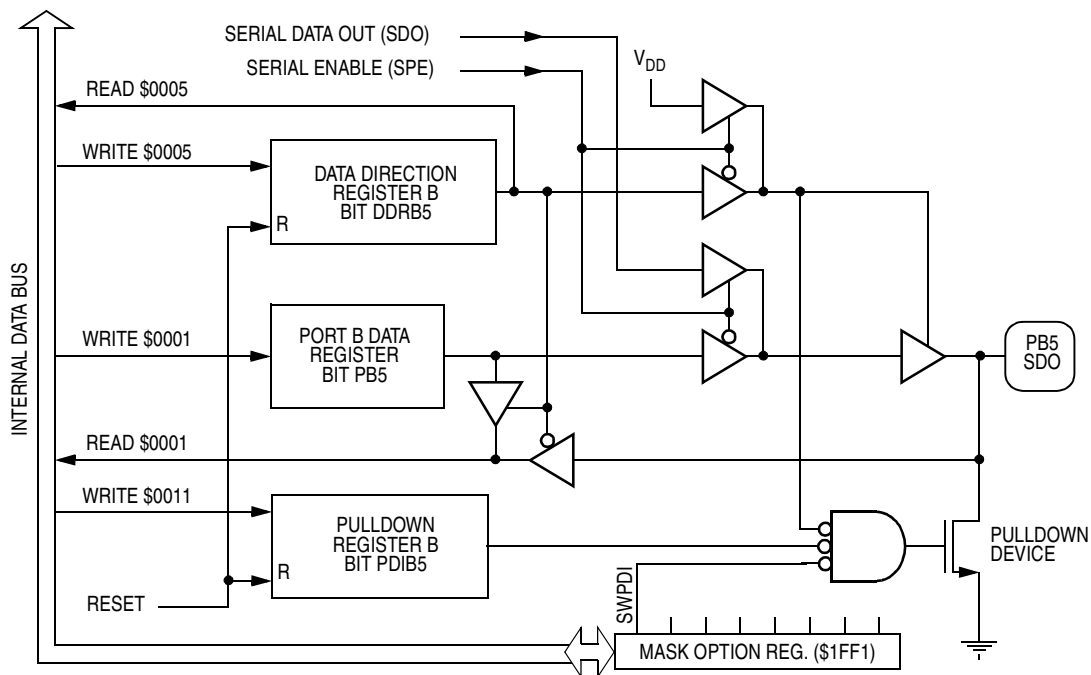 SERIAL DATA OUT (SDO)
SERIAL ENABLE (SPE)
VDD
READ $0005
WRITE $0005
DATA DIRECTION
REGISTER B
BIT DDRB5
R
INTERNAL DATA BUS
WRITE $0001
PORT B DATA
REGISTER
BIT PB5
PB5
SDO
READ $0001
WRITE $0011
PULLDOWN
REGISTER B
BIT PDIB5
R
PULLDOWN
DEVICE
RESET
SWPDI
MASK OPTION REG. ($1FF1)